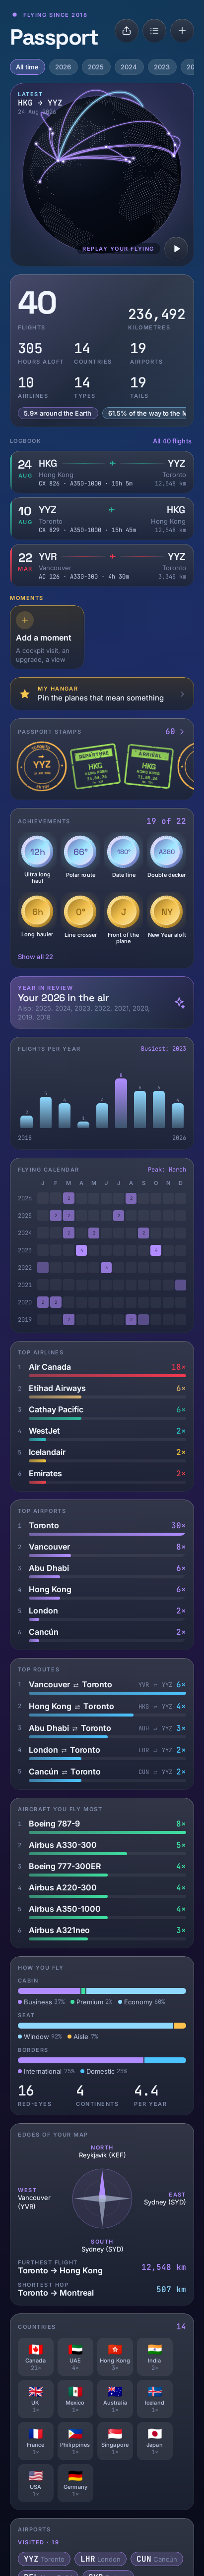 FLYING SINCE 2018
Passport
All time 2026 2025 2024 2023
LATEST
HKG → YYZ
24 Aug 2026
REPLAY YOUR FLYING
40
FLIGHTS
236,492
KILOMETRES
305 14 19
HOURS ALOFT COUNTRIES AIRPORTS
10 14 19
AIRLINES TYPES TAILS
5.9× around the Earth 61.5% of the way to the M
LOGBOOK All 40 flights
24 HKG YYZ
AUG Hong Kong Toronto
CX 826 · A350-1000 · 15h 5m 12,548 km
10 YYZ HKG
AUG Toronto Hong Kong
CX 829 · A350-1000 · 15h 45m 12,548 km
22 YVR YYZ
MAR Vancouver Toronto
AC 126 · A330-300 · 4h 30m 3,345 km
MOMENTS
Add a moment
A cockpit visit, an
upgrade, a view
MY HANGAR
Pin the planes that mean something
PASSPORT STAMPS 60
YYZ
ENTRY
DEPARTURE
HKG
ARRIVAL
HKG
ACHIEVEMENTS 19 of 22
12h 66° 180° A380
Ultra long haul Polar route Date line Double decker
6h 0° J NY
Long hauler Line crosser Front of the plane New Year aloft
Show all 22
YEAR IN REVIEW
Your 2026 in the air
Also: 2025, 2024, 2023, 2022, 2021, 2020,
2019, 2018
FLIGHTS PER YEAR Busiest: 2023
2018 2026
FLYING CALENDAR Peak: March
J F M A M J J A S O N D
2026
2025
2024
2023
2022
2021
2020
2019
TOP AIRLINES
1 Air Canada 18×
2 Etihad Airways 6×
3 Cathay Pacific 6×
4 WestJet 2×
5 Icelandair 2×
6 Emirates 2×
TOP AIRPORTS
1 Toronto 30×
2 Vancouver 8×
3 Abu Dhabi 6×
4 Hong Kong 6×
5 London 2×
6 Cancún 2×
TOP ROUTES
1 Vancouver ⇄ Toronto YVR ⇄ YYZ 6×
2 Hong Kong ⇄ Toronto HKG ⇄ YYZ 4×
3 Abu Dhabi ⇄ Toronto AUH ⇄ YYZ 3×
4 London ⇄ Toronto LHR ⇄ YYZ 2×
5 Cancún ⇄ Toronto CUN ⇄ YYZ 2×
AIRCRAFT YOU FLY MOST
1 Boeing 787-9 8×
2 Airbus A330-300 5×
3 Boeing 777-300ER 4×
4 Airbus A220-300 4×
5 Airbus A350-1000 4×
6 Airbus A321neo 3×
HOW YOU FLY
CABIN
Business 37% Premium 2% Economy 60%
SEAT
Window 92% Aisle 7%
BORDERS
International 75% Domestic 25%
16 4 4.4
RED-EYES CONTINENTS PER YEAR
EDGES OF YOUR MAP
NORTH
Reykjavik (KEF)
WEST
Vancouver
(YVR)
EAST
Sydney (SYD)
SOUTH
Sydney (SYD)
FURTHEST FLIGHT
Toronto → Hong Kong 12,548 km
SHORTEST HOP
Toronto → Montreal 507 km
COUNTRIES 14
Canada UAE Hong Kong India
21× 4× 3× 2×
UK Mexico Australia Iceland
1× 1× 1× 1×
France Philippines Singapore Japan
1× 1× 1× 1×
USA Germany
1× 1×
AIRPORTS
VISITED · 19
YYZ Toronto LHR London CUN Cancún